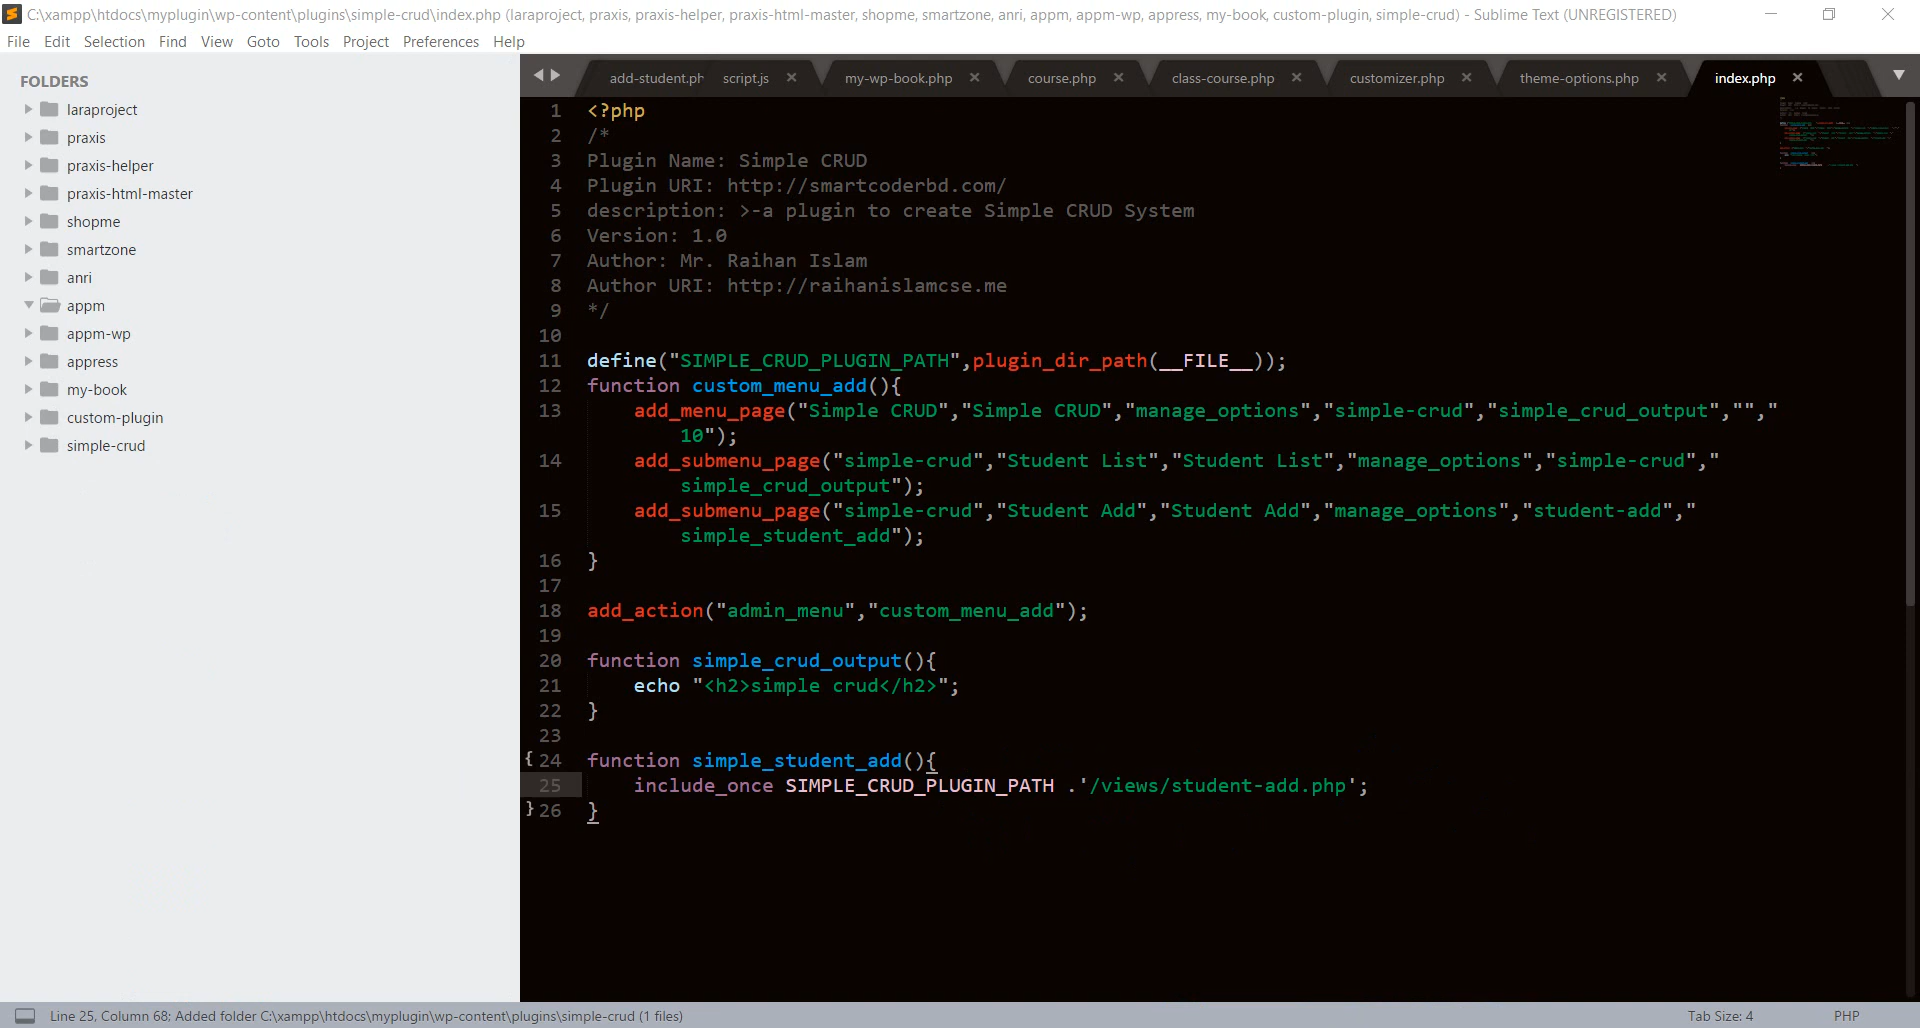 C:\xampp\htdocs\myplugin\wp-content\plugins\simple-crud\index.php (laraproject, praxis, praxis-helper, praxis-html-master, shopme, smartzone, anri, appm, appm-wp, appress, my-book, custom-plugin, simple-crud) - Sublime Text (UNREGISTERED)
File Edit Selection Find View Goto Tools Project Preferences Help
FOLDERS
laraproject
praxis
praxis-helper
praxis-html-master
shopme
smartzone
anri
appm
appm-wp
appress
my-book
custom-plugin
simple-crud
add-student.ph script.js my-wp-book.php course.php class-course.php customizer.php theme-options.php index.php
1 <?php
2 /*
3 Plugin Name: Simple CRUD
4 Plugin URI: http://smartcoderbd.com/
5 description: >-a plugin to create Simple CRUD System
6 Version: 1.0
7 Author: Mr. Raihan Islam
8 Author URI: http://raihanislamcse.me
9 */
10
11 define("SIMPLE_CRUD_PLUGIN_PATH",plugin_dir_path(__FILE__));
12 function custom_menu_add(){
13 add_menu_page("Simple CRUD","Simple CRUD","manage_options","simple-crud","simple_crud_output","","
10");
14 add_submenu_page("simple-crud","Student List","Student List","manage_options","simple-crud","
simple_crud_output");
15 add_submenu_page("simple-crud","Student Add","Student Add","manage_options","student-add","
simple_student_add");
16 }
17
18 add_action("admin_menu","custom_menu_add");
19
20 function simple_crud_output(){
21 echo "<h2>simple crud</h2>";
22 }
23
{ 24 function simple_student_add(){
25 include_once SIMPLE_CRUD_PLUGIN_PATH .'/views/student-add.php';
} 26 }
Line 25, Column 68; Added folder C:\xampp\htdocs\myplugin\wp-content\plugins\simple-crud (1 files)
Tab Size: 4 PHP